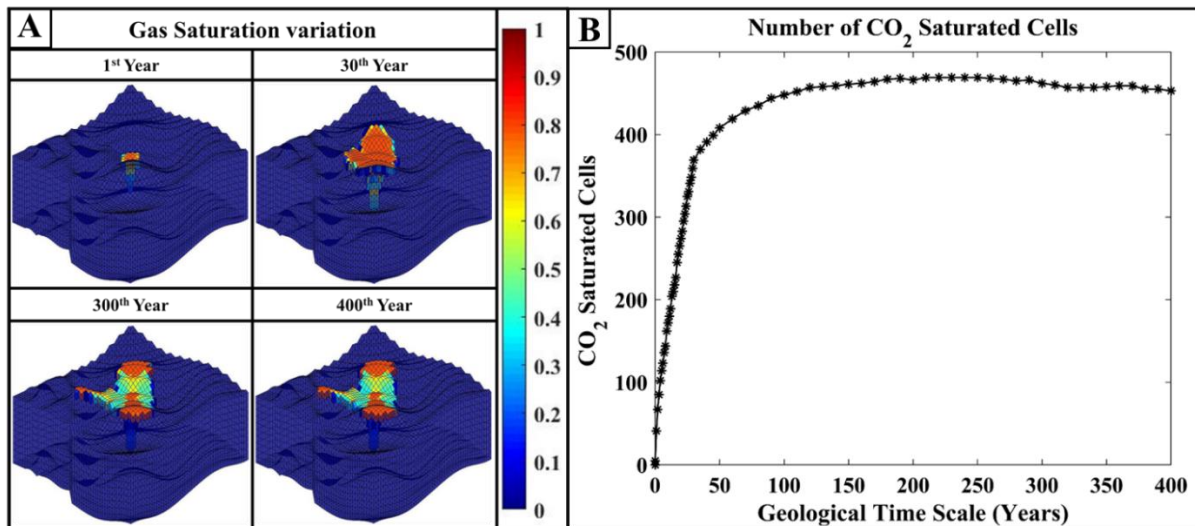 A
Gas Saturation variation
1st Year
30th Year
300th Year
400th Year
1
0.9
0.8
0.7
0.6
0.5
0.4
0.3
0.2
0.1
0
B
Number of CO2 Saturated Cells
CO2 Saturated Cells
500
400
300
200
100
0
0 50 100 150 200 250 300 350 400
Geological Time Scale (Years)